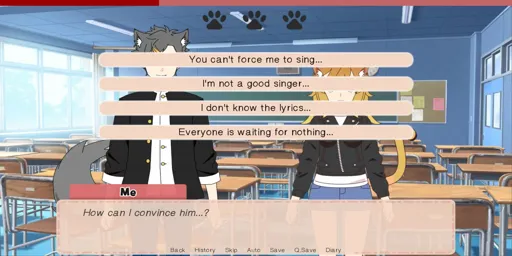 You can't force me to sing...
I'm not a good singer...
I don't know the lyrics...
Everyone is waiting for nothing...
Me
How can I convince him...?
Back History Skip Auto Save Q.Save Diary